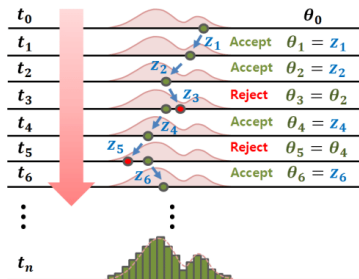 t₀ θ₀
t₁ z₁ Accept θ₁ = z₁
t₂ z₂ Accept θ₂ = z₂
t₃ z₃ Reject θ₃ = θ₂
t₄ z₄ Accept θ₄ = z₄
t₅ z₅ Reject θ₅ = θ₄
t₆ z₆ Accept θ₆ = z₆
⋮ ⋮
tₙ